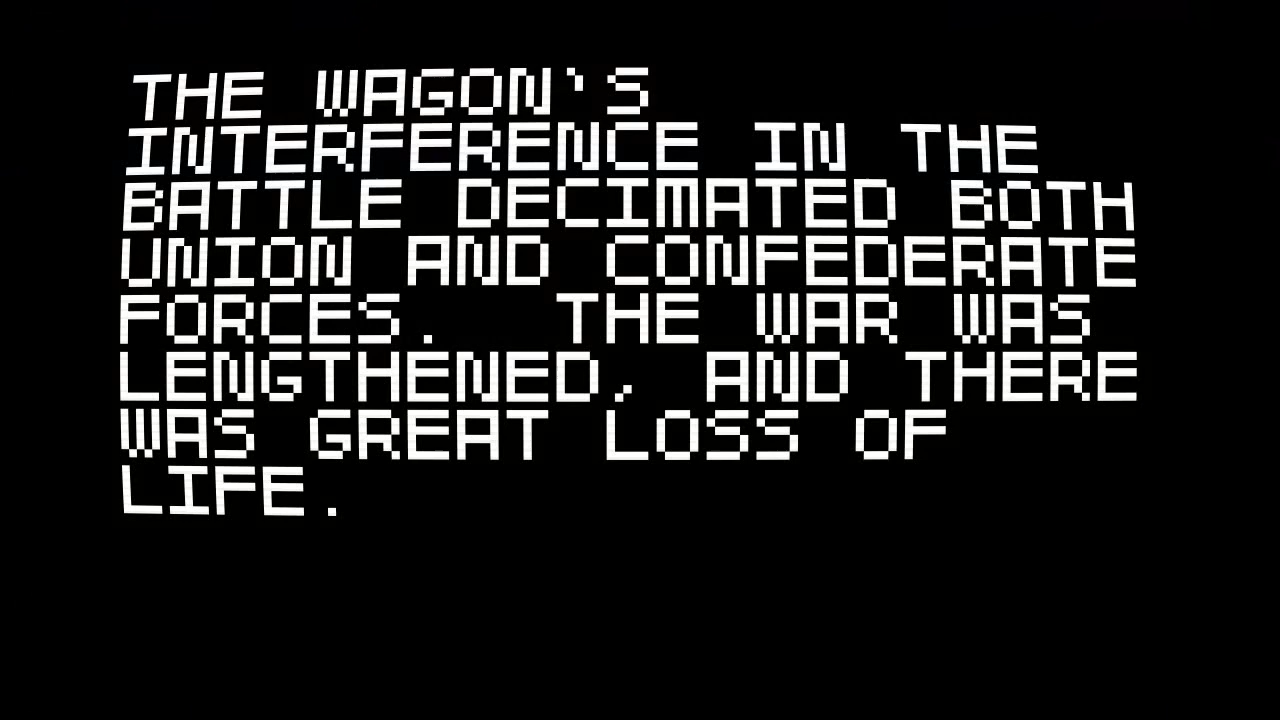 THE WAGON'S
INTERFERENCE IN THE
BATTLE DECIMATED BOTH
UNION AND CONFEDERATE
FORCES.  THE WAR WAS
LENGTHENED, AND THERE
WAS GREAT LOSS OF
LIFE.